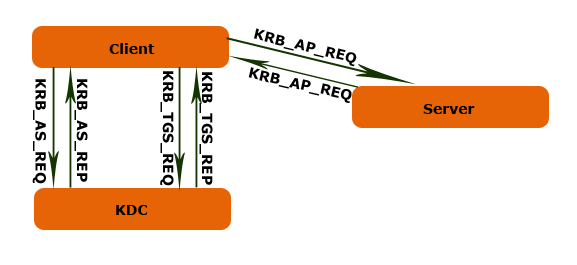 Client
KRB_AP_REQ
KRB_AP_REQ
Server
KRB_AS_REQ
KRB_AS_REP
KRB_TGS_REQ
KRB_TGS_REP
KDC